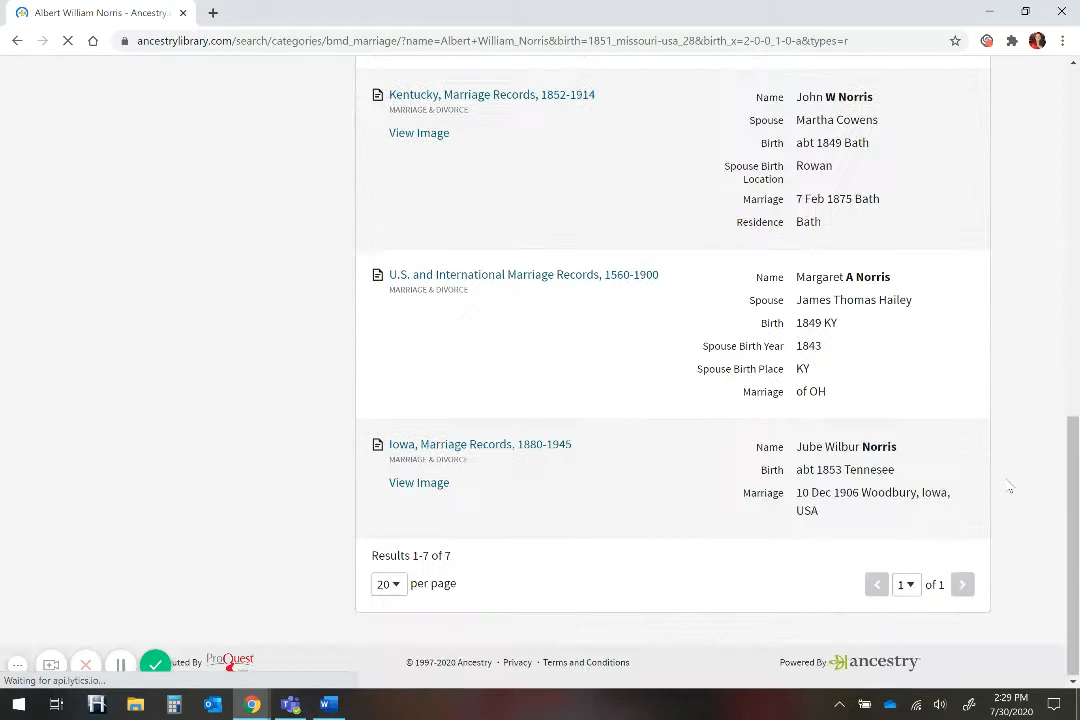 Albert William Norris - Ancestry
ancestrylibrary.com/search/categories/bmd_marriage/?name=Albert+William_Norris&birth=1851_missouri-usa_28&birth_x=2-0-0_1-0-a&types=r
Kentucky, Marriage Records, 1852-1914
MARRIAGE & DIVORCE
View Image
Name John W Norris
Spouse Martha Cowens
Birth abt 1849 Bath
Spouse Birth Rowan
Location
Marriage 7 Feb 1875 Bath
Residence Bath
U.S. and International Marriage Records, 1560-1900
MARRIAGE & DIVORCE
Name Margaret A Norris
Spouse James Thomas Hailey
Birth 1849 KY
Spouse Birth Year 1843
Spouse Birth Place KY
Marriage of OH
Iowa, Marriage Records, 1880-1945
MARRIAGE & DIVORCE
View Image
Name Jube Wilbur Norris
Birth abt 1853 Tennesee
Marriage 10 Dec 1906 Woodbury, Iowa,
USA
Results 1-7 of 7
20 per page
1 of 1
uted By ProQuest
© 1997-2020 Ancestry · Privacy · Terms and Conditions
Powered By ancestry
Waiting for api.lytics.io...
2:29 PM
7/30/2020